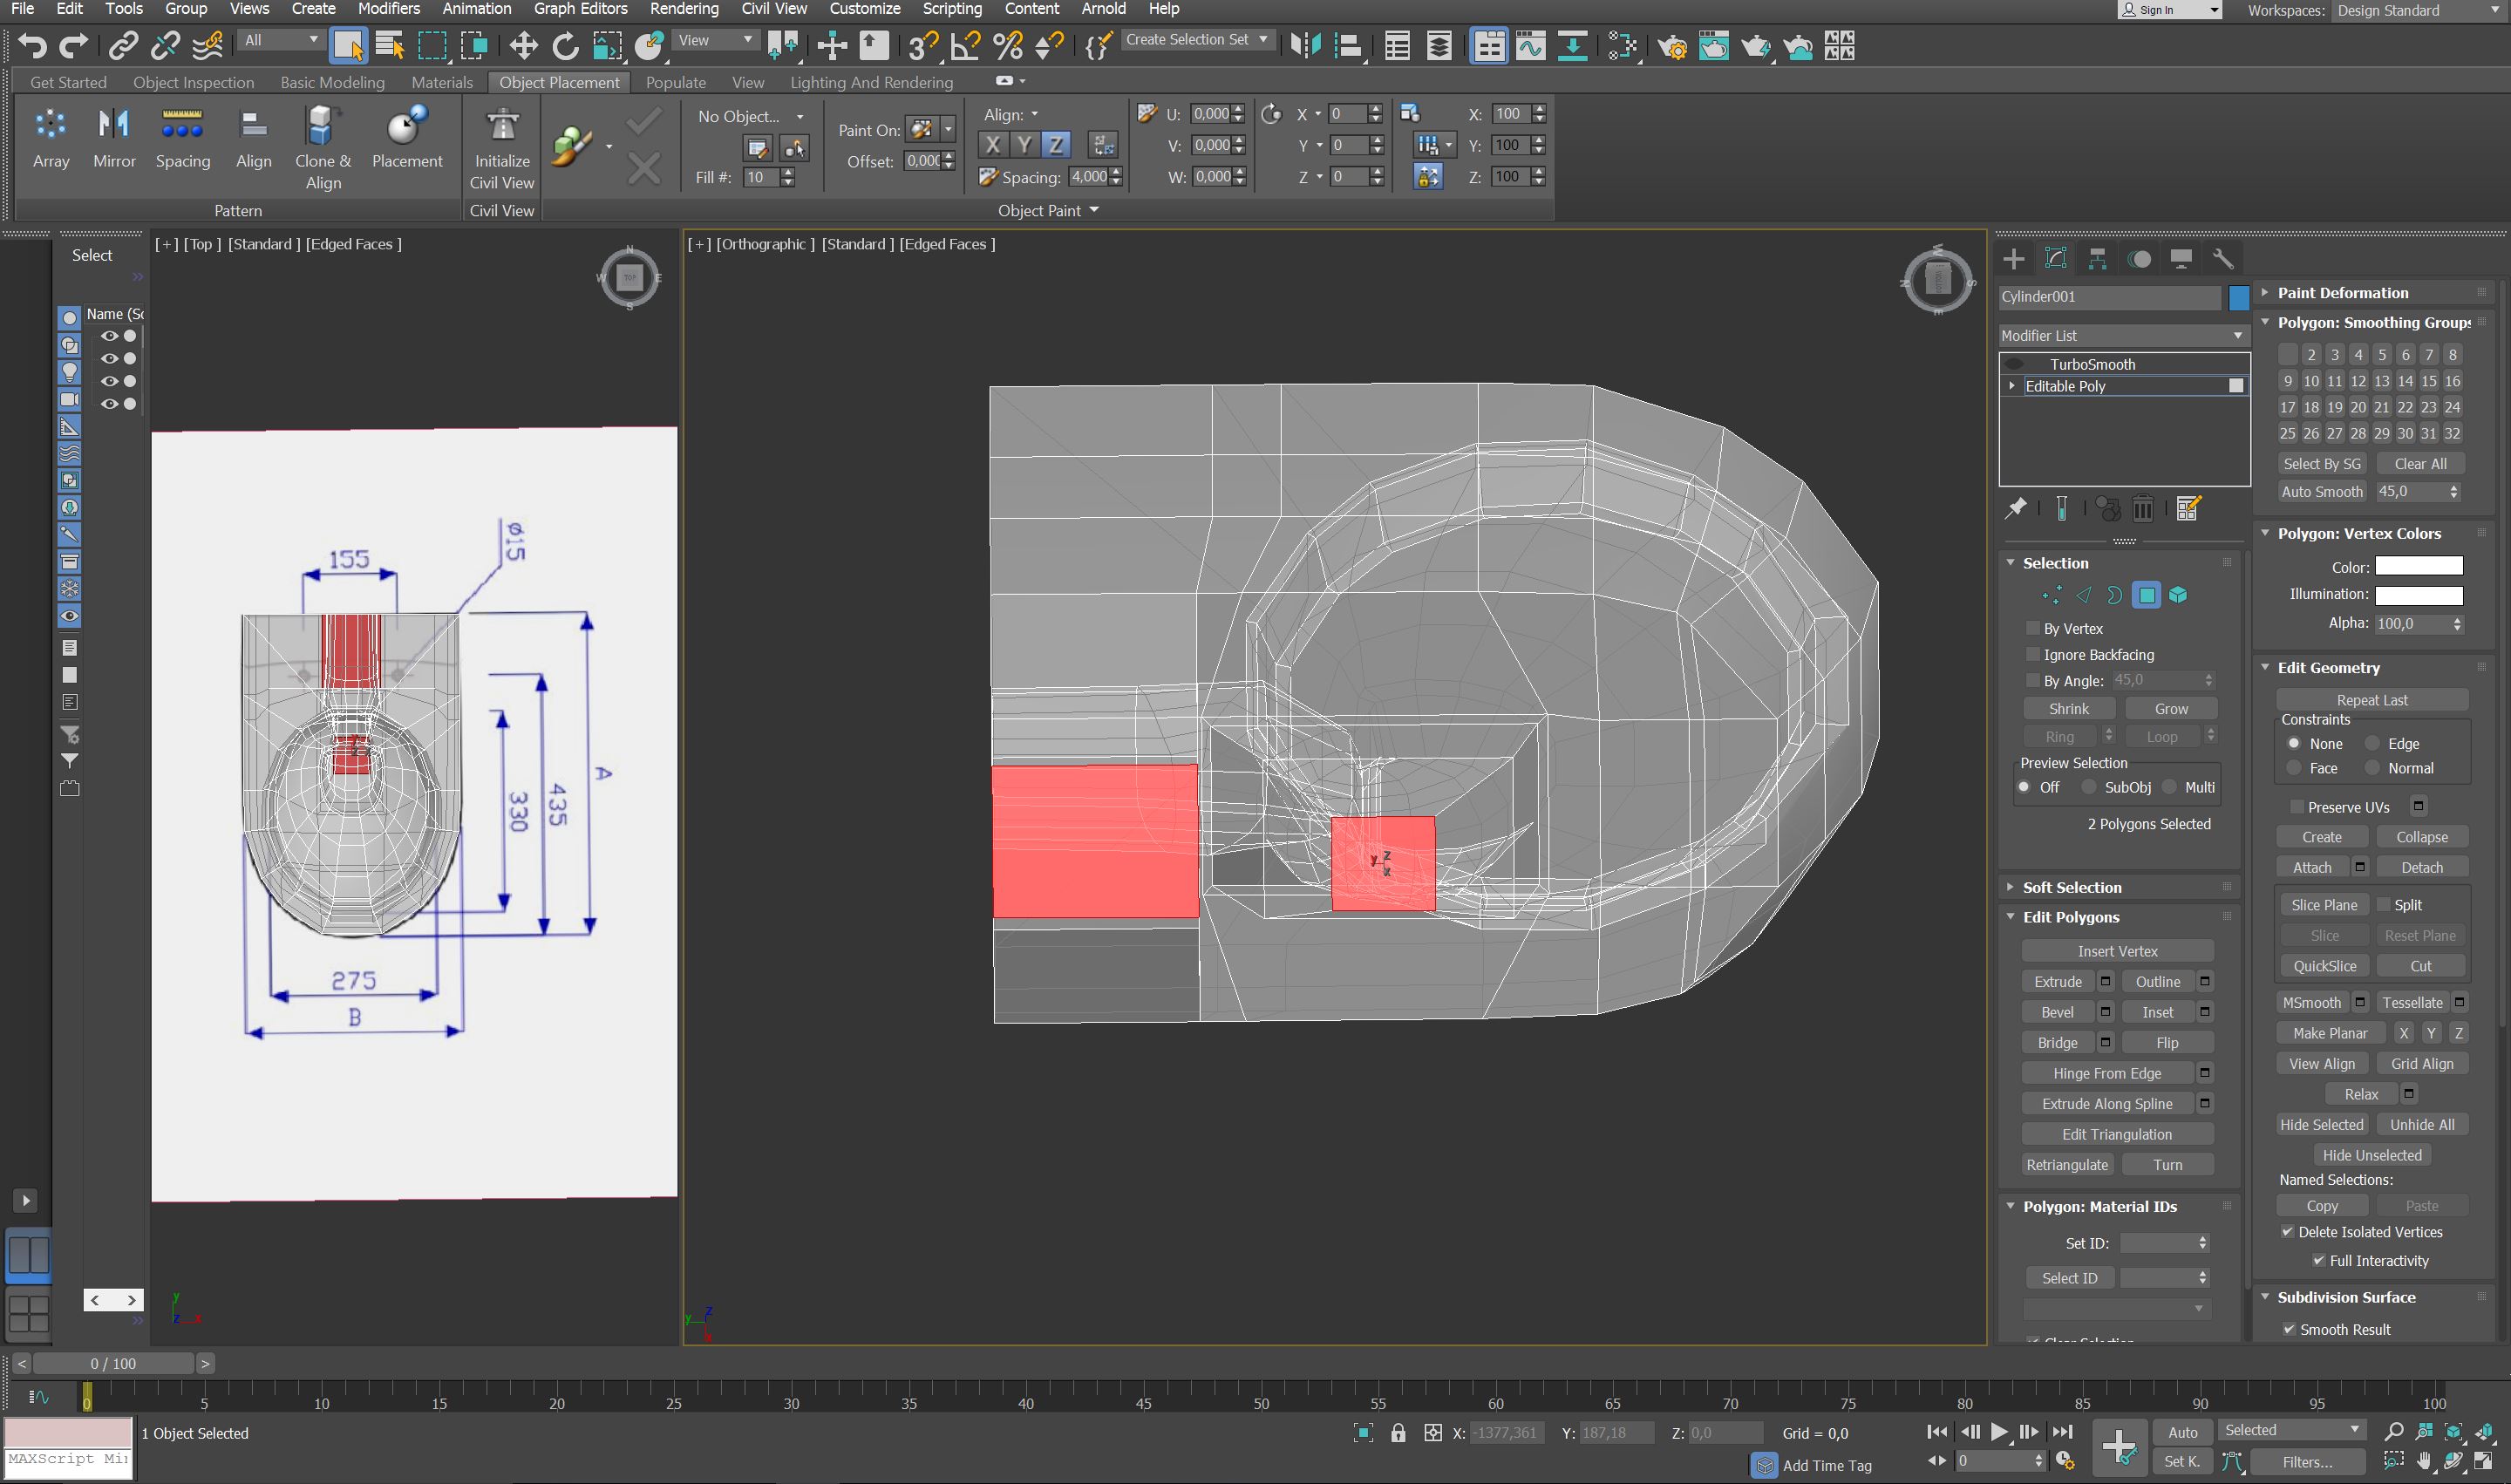 File Edit Tools Group Views Create Modifiers Animation Graph Editors Rendering Civil View Customize Scripting Content Arnold Help
Sign In Workspaces: Design Standard
All View Create Selection Set
Get Started Object Inspection Basic Modeling Materials Object Placement Populate View Lighting And Rendering
Array Mirror Spacing Align Clone & Align Placement
Pattern
Initialize Civil View
Civil View
No Object...
Fill #: 10
Paint On:
Offset: 0,000
Align:
X Y Z
Spacing: 4,000
U: 0,000
V: 0,000
W: 0,000
X 0
Y 0
Z 0
X: 100
Y: 100
Z: 100
Object Paint
Select
Name (So
[+] [Top ] [Standard ] [Edged Faces ]
N
W TOP E
S
155
ø15
330
435
A
275
B
y
z x
[+] [Orthographic ] [Standard ] [Edged Faces ]
W
N S
E
y z
x
z
y
x
Cylinder001
Modifier List
TurboSmooth
Editable Poly
Selection
By Vertex
Ignore Backfacing
By Angle: 45,0
Shrink Grow
Ring Loop
Preview Selection
Off SubObj Multi
2 Polygons Selected
Soft Selection
Edit Polygons
Insert Vertex
Extrude Outline
Bevel Inset
Bridge Flip
Hinge From Edge
Extrude Along Spline
Edit Triangulation
Retriangulate Turn
Polygon: Material IDs
Set ID:
Select ID
Paint Deformation
Polygon: Smoothing Groups
2 3 4 5 6 7 8
9 10 11 12 13 14 15 16
17 18 19 20 21 22 23 24
25 26 27 28 29 30 31 32
Select By SG Clear All
Auto Smooth 45,0
Polygon: Vertex Colors
Color:
Illumination:
Alpha: 100,0
Edit Geometry
Repeat Last
Constraints
None Edge
Face Normal
Preserve UVs
Create Collapse
Attach Detach
Slice Plane Split
Slice Reset Plane
QuickSlice Cut
MSmooth Tessellate
Make Planar X Y Z
View Align Grid Align
Relax
Hide Selected Unhide All
Hide Unselected
Named Selections:
Copy Paste
Delete Isolated Vertices
Full Interactivity
Subdivision Surface
Smooth Result
< 0 / 100 >
0 5 10 15 20 25 30 35 40 45 50 55 60 65 70 75 80 85 90 95 100
1 Object Selected
MAXScript Mi
X: -1377,361 Y: 187,18 Z: 0,0 Grid = 0,0
Add Time Tag
0
Auto Selected
Set K. Filters...